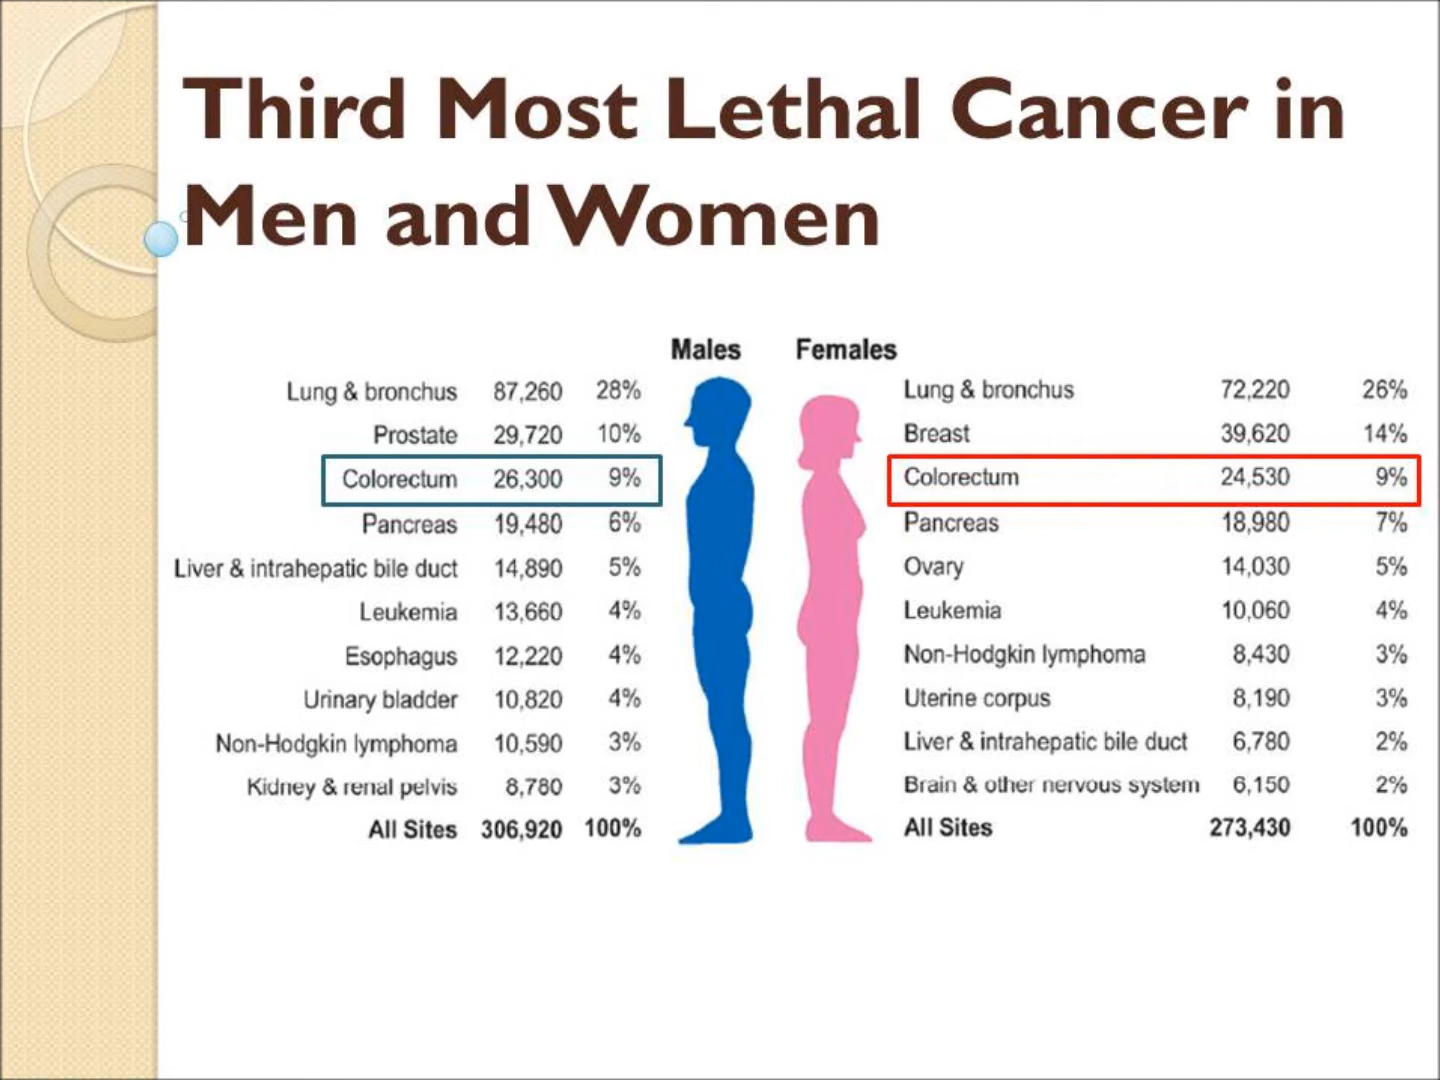 Third Most Lethal Cancer in
Men and Women
Males
Lung & bronchus 87,260 28%
Prostate 29,720 10%
Colorectum 26,300 9%
Pancreas 19,480 6%
Liver & intrahepatic bile duct 14,890 5%
Leukemia 13,660 4%
Esophagus 12,220 4%
Urinary bladder 10,820 4%
Non-Hodgkin lymphoma 10,590 3%
Kidney & renal pelvis 8,780 3%
All Sites 306,920 100%
Females
Lung & bronchus 72,220 26%
Breast 39,620 14%
Colorectum 24,530 9%
Pancreas 18,980 7%
Ovary 14,030 5%
Leukemia 10,060 4%
Non-Hodgkin lymphoma 8,430 3%
Uterine corpus 8,190 3%
Liver & intrahepatic bile duct 6,780 2%
Brain & other nervous system 6,150 2%
All Sites 273,430 100%